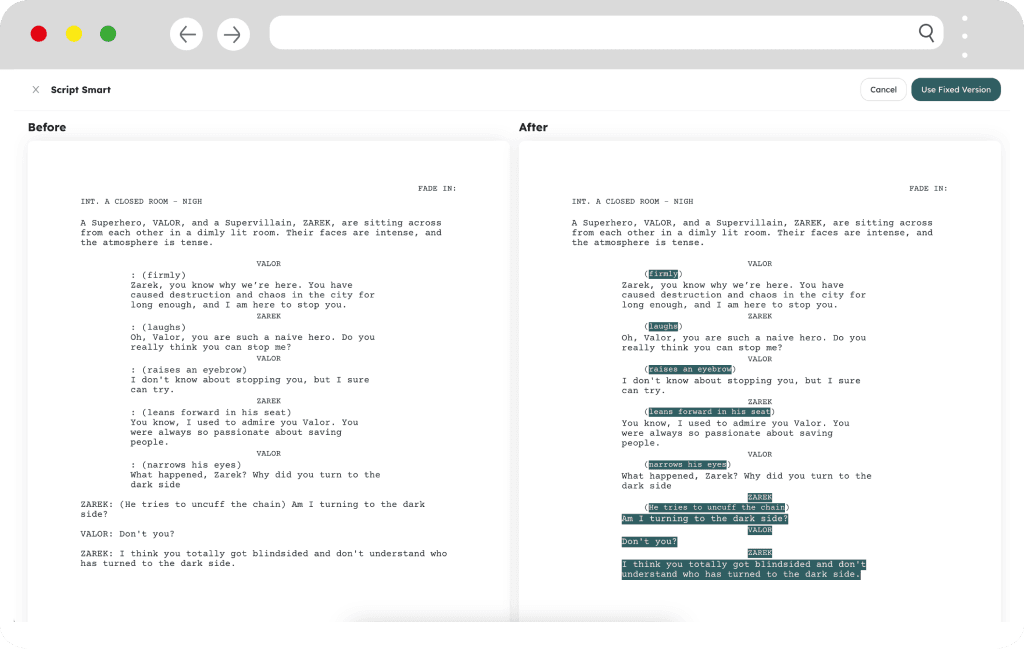 Script Smart
Cancel
Use Fixed Version
Before
FADE IN:
INT. A CLOSED ROOM - NIGH
A Superhero, VALOR, and a Supervillain, ZAREK, are sitting across
from each other in a dimly lit room. Their faces are intense, and
the atmosphere is tense.
VALOR
: (firmly)
Zarek, you know why we're here. You have
caused destruction and chaos in the city for
long enough, and I am here to stop you.
ZAREK
: (laughs)
Oh, Valor, you are such a naive hero. Do you
really think you can stop me?
VALOR
: (raises an eyebrow)
I don't know about stopping you, but I sure
can try.
ZAREK
: (leans forward in his seat)
You know, I used to admire you Valor. You
were always so passionate about saving
people.
VALOR
: (narrows his eyes)
What happened, Zarek? Why did you turn to the
dark side
ZAREK: (He tries to uncuff the chain) Am I turning to the dark
side?
VALOR: Don't you?
ZAREK: I think you totally got blindsided and don't understand who
has turned to the dark side.
After
FADE IN:
INT. A CLOSED ROOM - NIGH
A Superhero, VALOR, and a Supervillain, ZAREK, are sitting across
from each other in a dimly lit room. Their faces are intense, and
the atmosphere is tense.
VALOR
(firmly)
Zarek, you know why we're here. You have
caused destruction and chaos in the city for
long enough, and I am here to stop you.
ZAREK
(laughs)
Oh, Valor, you are such a naive hero. Do you
really think you can stop me?
VALOR
(raises an eyebrow)
I don't know about stopping you, but I sure
can try.
ZAREK
(leans forward in his seat)
You know, I used to admire you Valor. You
were always so passionate about saving
people.
VALOR
(narrows his eyes)
What happened, Zarek? Why did you turn to the
dark side
ZAREK
(He tries to uncuff the chain)
Am I turning to the dark side?
VALOR
Don't you?
ZAREK
I think you totally got blindsided and don't
understand who has turned to the dark side.